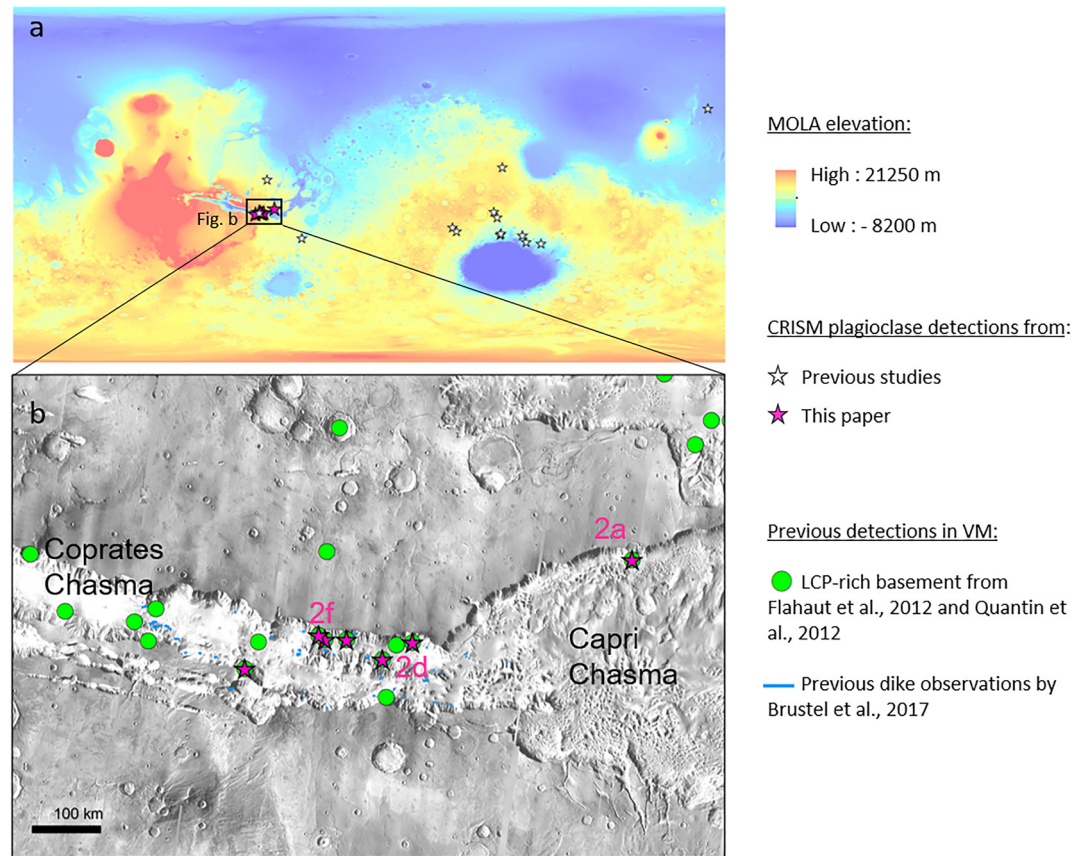 a
Fig. b
MOLA elevation:
High : 21250 m
Low : - 8200 m
CRISM plagioclase detections from:
Previous studies
This paper
Previous detections in VM:
LCP-rich basement from
Flahaut et al., 2012 and Quantin et
al., 2012
Previous dike observations by
Brustel et al., 2017
b
2a
Coprates
Chasma
2f
2d
Capri
Chasma
100 km